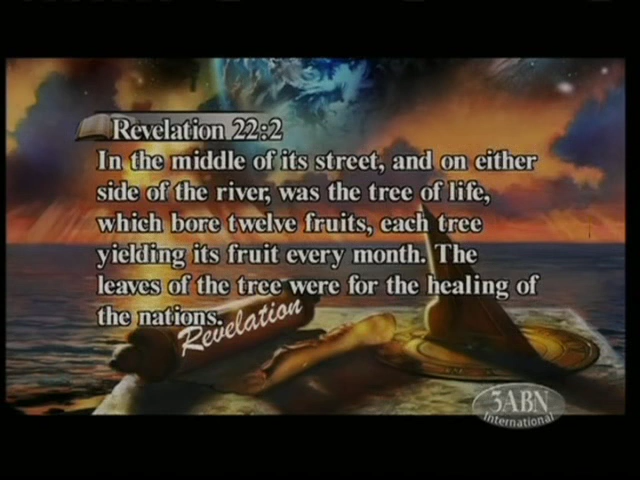 Revelation 22:2
In the middle of its street, and on either
side of the river, was the tree of life,
which bore twelve fruits, each tree
yielding its fruit every month. The
leaves of the tree were for the healing of
the nations.
Revelation
3ABN
International